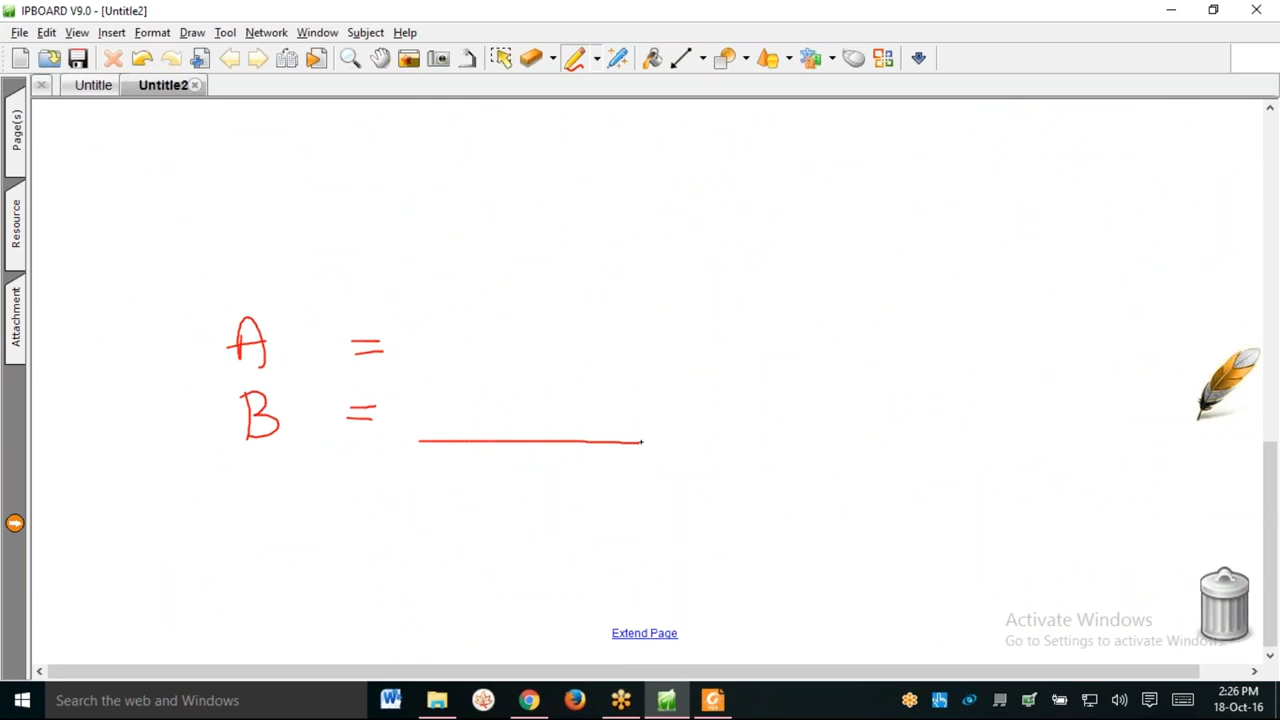 IPBOARD V9.0 - [Untitle2]
File Edit View Insert Format Draw Tool Network Window Subject Help
Untitle Untitle2
Page(s)
Resource
Attachment
A =
B =
Extend Page
Activate Windows
Go to Settings to activate Windows.
Search the web and Windows
2:26 PM
18-Oct-16